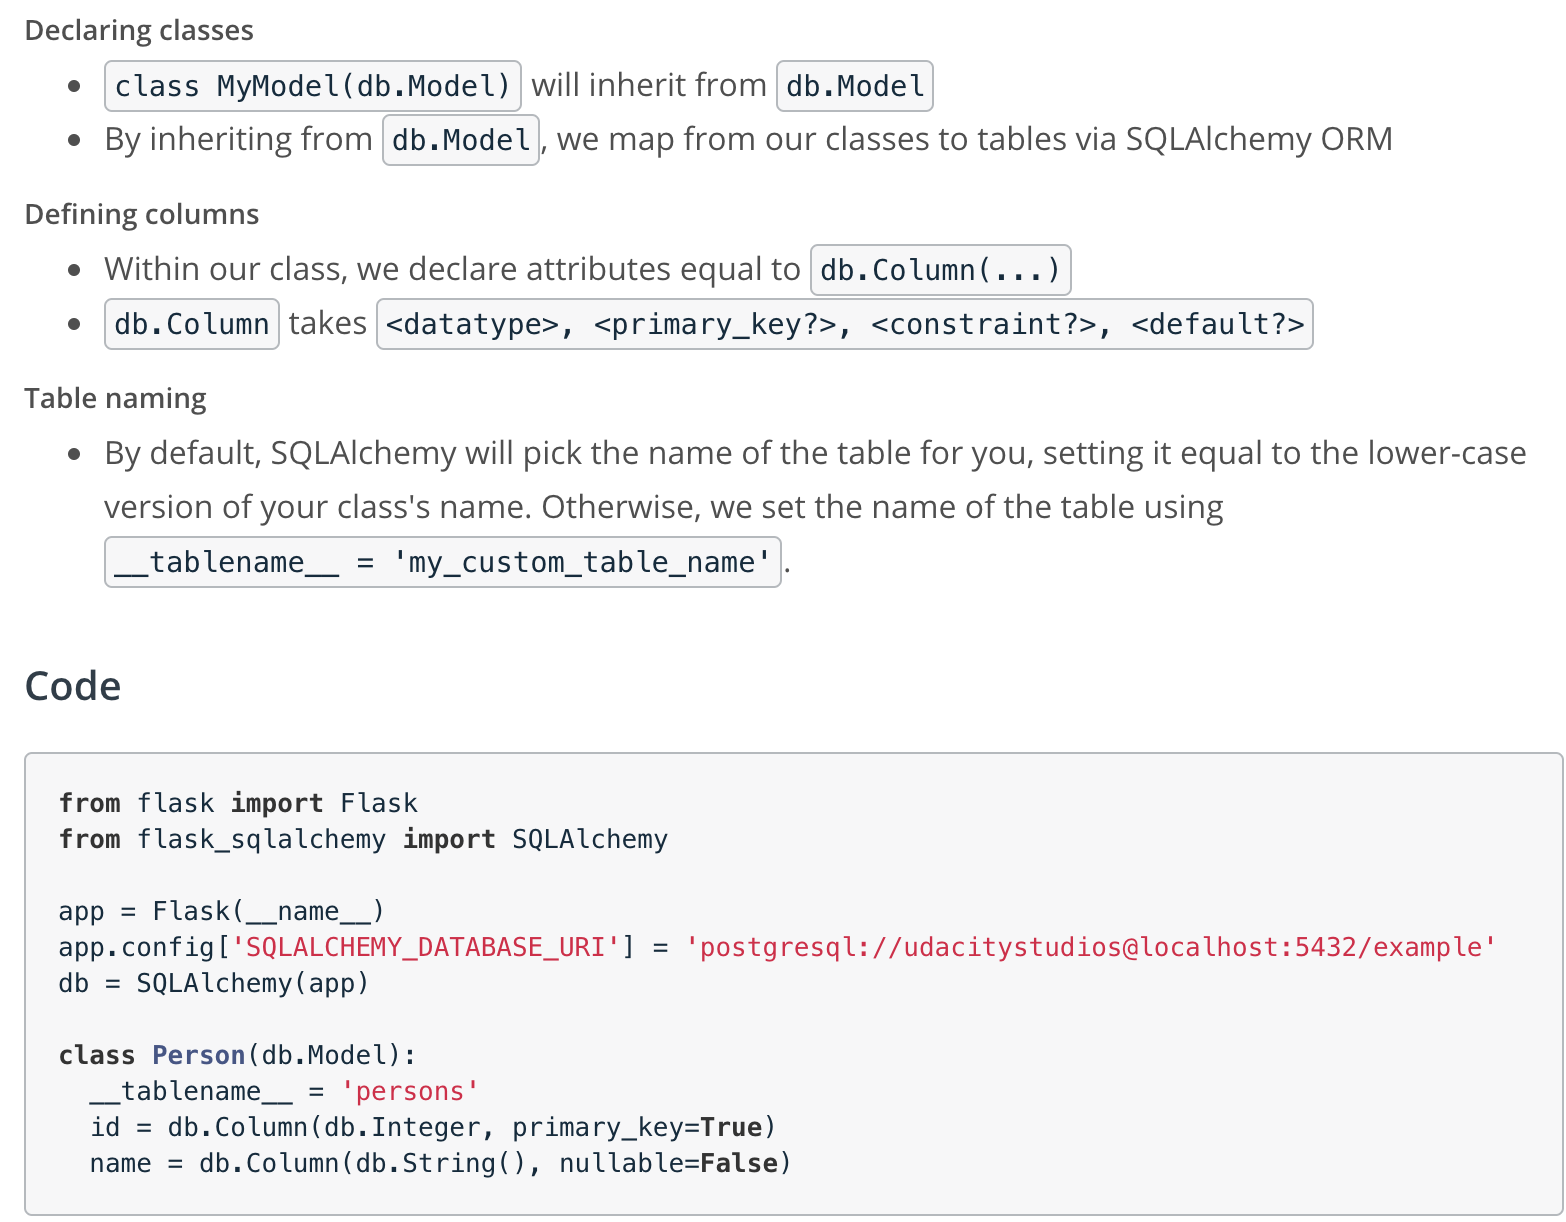 Declaring classes
• class MyModel(db.Model) will inherit from db.Model
• By inheriting from db.Model, we map from our classes to tables via SQLAlchemy ORM
Defining columns
• Within our class, we declare attributes equal to db.Column(...)
• db.Column takes <datatype>, <primary_key?>, <constraint?>, <default?>
Table naming
• By default, SQLAlchemy will pick the name of the table for you, setting it equal to the lower-case
version of your class's name. Otherwise, we set the name of the table using
__tablename__ = 'my_custom_table_name'.
Code
from flask import Flask
from flask_sqlalchemy import SQLAlchemy
app = Flask(__name__)
app.config['SQLALCHEMY_DATABASE_URI'] = 'postgresql://udacitystudios@localhost:5432/example'
db = SQLAlchemy(app)
class Person(db.Model):
  __tablename__ = 'persons'
  id = db.Column(db.Integer, primary_key=True)
  name = db.Column(db.String(), nullable=False)